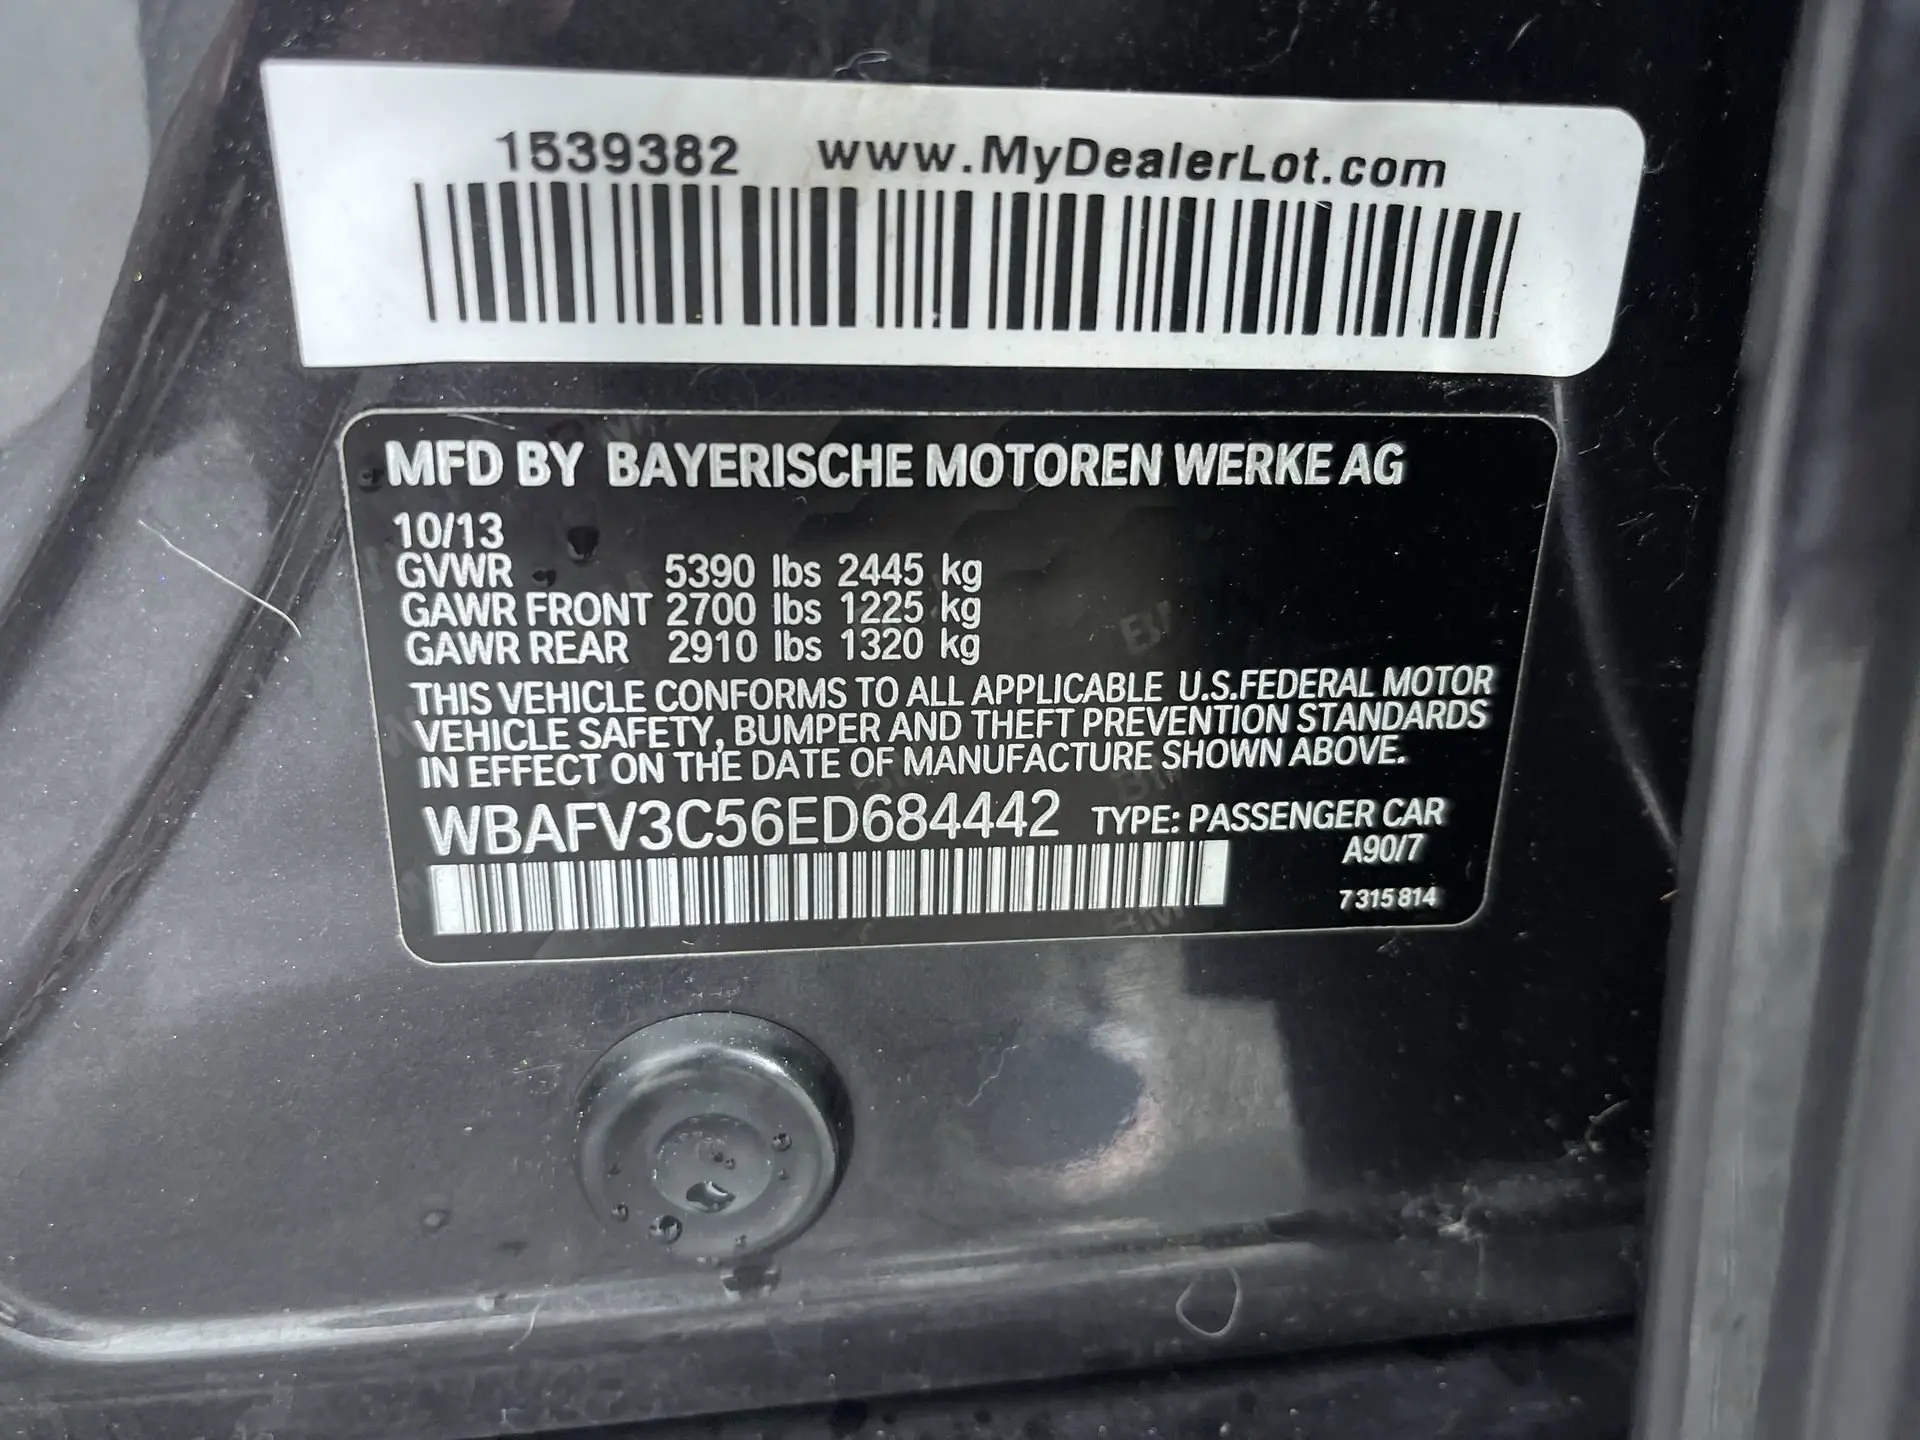 1539382 www.MyDealerLot.com
MFD BY BAYERISCHE MOTOREN WERKE AG
10/13
GVWR 5390 lbs 2445 kg
GAWR FRONT 2700 lbs 1225 kg
GAWR REAR 2910 lbs 1320 kg
THIS VEHICLE CONFORMS TO ALL APPLICABLE U.S.FEDERAL MOTOR
VEHICLE SAFETY, BUMPER AND THEFT PREVENTION STANDARDS
IN EFFECT ON THE DATE OF MANUFACTURE SHOWN ABOVE.
WBAFV3C56ED684442 TYPE: PASSENGER CAR
A90/7
7 315 814